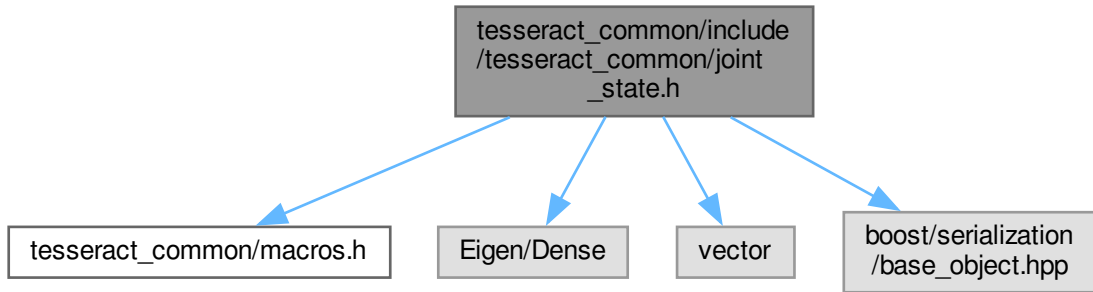 tesseract_common/include
/tesseract_common/joint
_state.h
tesseract_common/macros.h
Eigen/Dense
vector
boost/serialization
/base_object.hpp